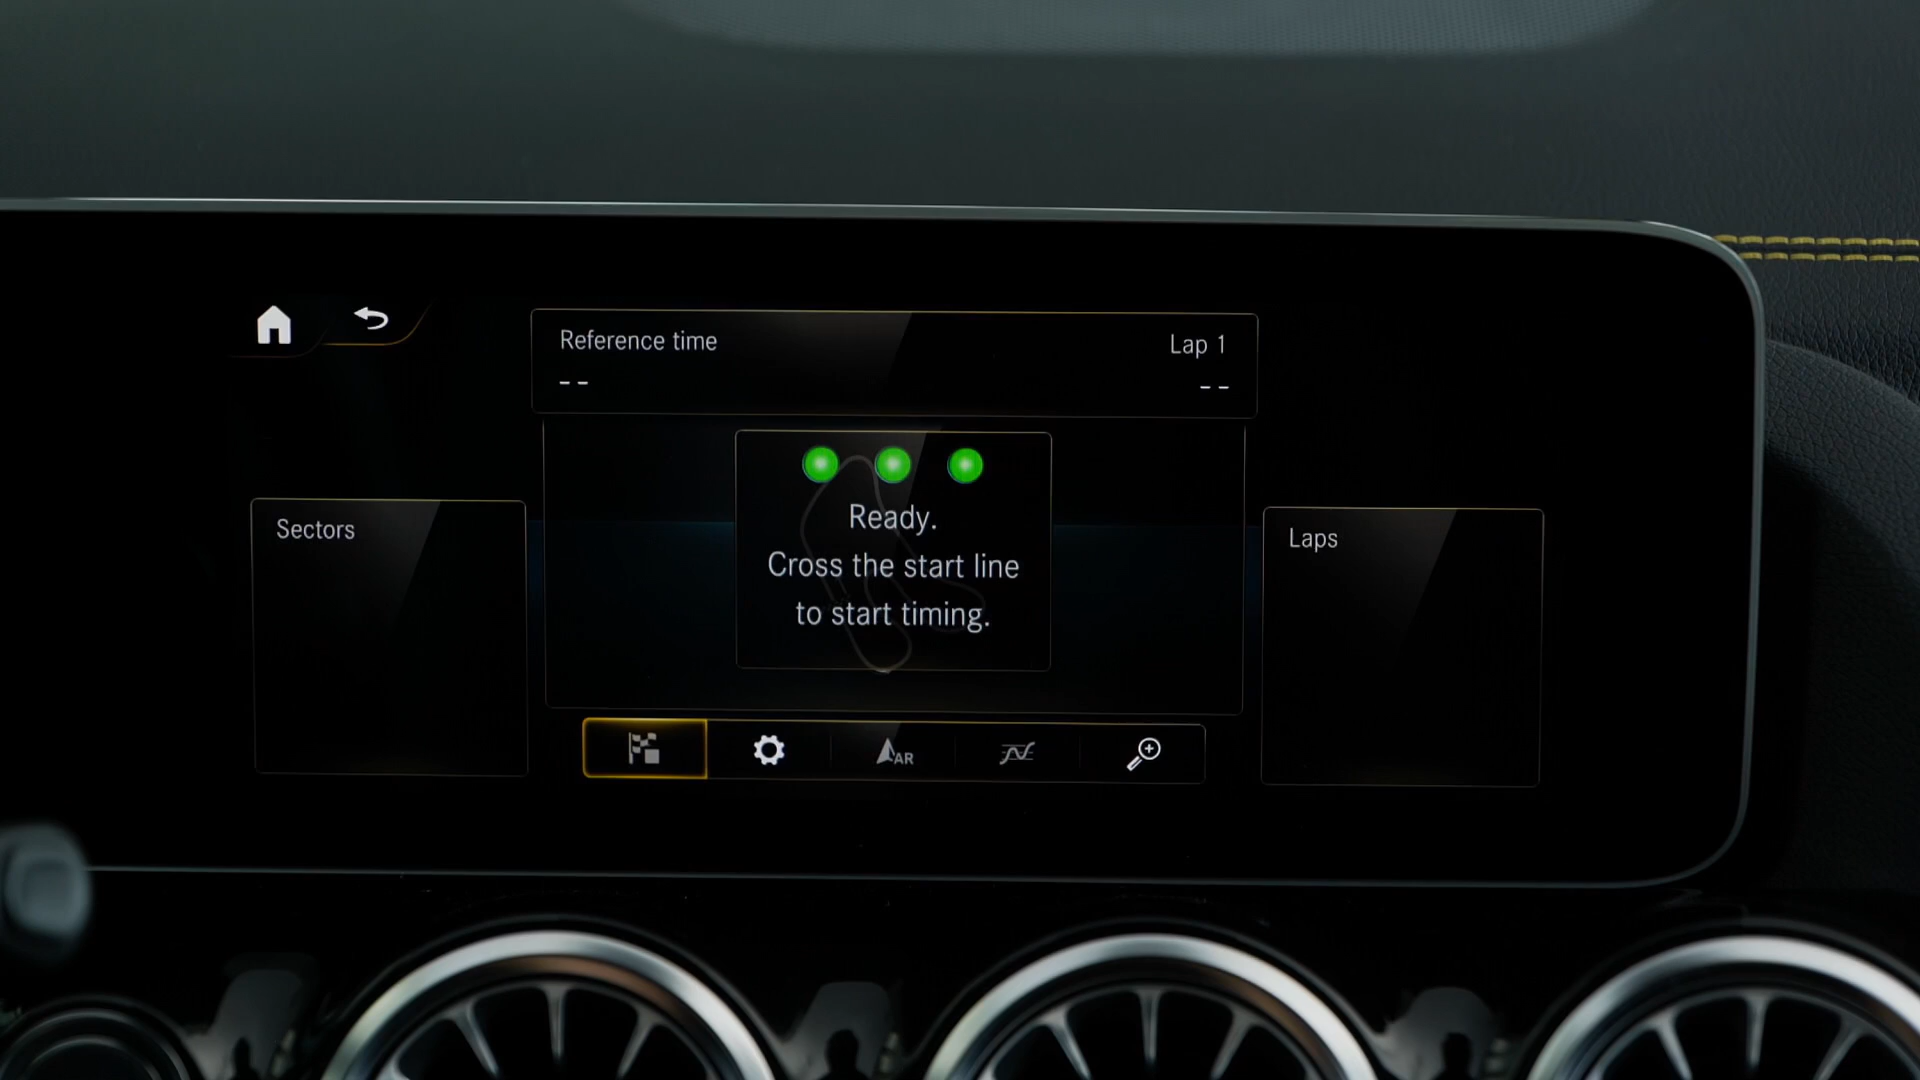 Reference time
Lap 1
--
--
Sectors
Ready.
Cross the start line
to start timing.
Laps
AR